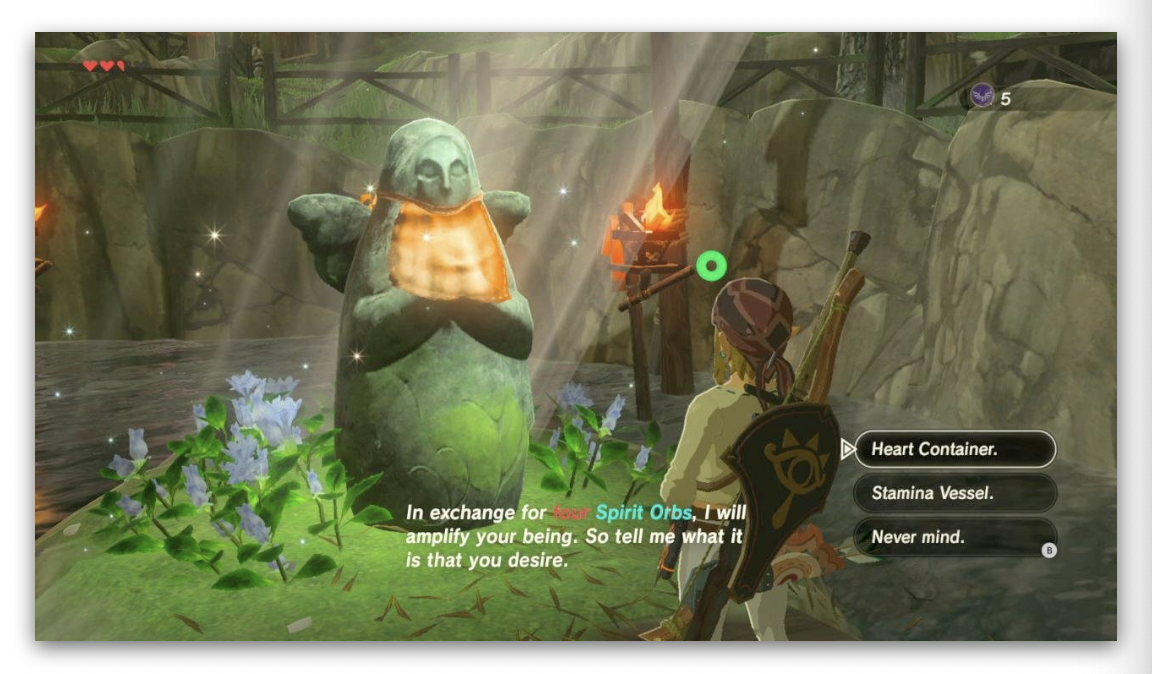 5
In exchange for four Spirit Orbs, I will
amplify your being. So tell me what it
is that you desire.
Heart Container.
Stamina Vessel.
Never mind.
B